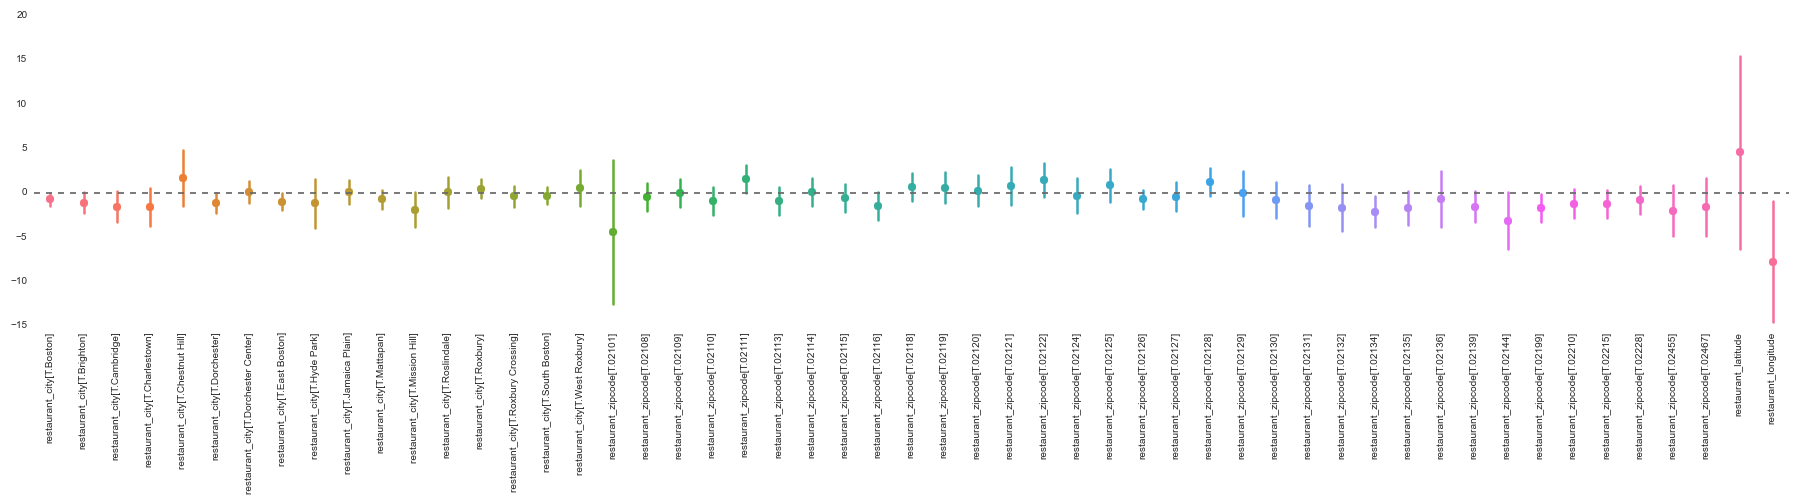 20
15
10
5
0
−5
−10
−15
restaurant_city[T.Boston]
restaurant_city[T.Brighton]
restaurant_city[T.Cambridge]
restaurant_city[T.Charlestown]
restaurant_city[T.Chestnut Hill]
restaurant_city[T.Dorchester]
restaurant_city[T.Dorchester Center]
restaurant_city[T.East Boston]
restaurant_city[T.Hyde Park]
restaurant_city[T.Jamaica Plain]
restaurant_city[T.Mattapan]
restaurant_city[T.Mission Hill]
restaurant_city[T.Roslindale]
restaurant_city[T.Roxbury]
restaurant_city[T.Roxbury Crossing]
restaurant_city[T.South Boston]
restaurant_city[T.West Roxbury]
restaurant_zipcode[T.02101]
restaurant_zipcode[T.02108]
restaurant_zipcode[T.02109]
restaurant_zipcode[T.02110]
restaurant_zipcode[T.02111]
restaurant_zipcode[T.02113]
restaurant_zipcode[T.02114]
restaurant_zipcode[T.02115]
restaurant_zipcode[T.02116]
restaurant_zipcode[T.02118]
restaurant_zipcode[T.02119]
restaurant_zipcode[T.02120]
restaurant_zipcode[T.02121]
restaurant_zipcode[T.02122]
restaurant_zipcode[T.02124]
restaurant_zipcode[T.02125]
restaurant_zipcode[T.02126]
restaurant_zipcode[T.02127]
restaurant_zipcode[T.02128]
restaurant_zipcode[T.02129]
restaurant_zipcode[T.02130]
restaurant_zipcode[T.02131]
restaurant_zipcode[T.02132]
restaurant_zipcode[T.02134]
restaurant_zipcode[T.02135]
restaurant_zipcode[T.02136]
restaurant_zipcode[T.02139]
restaurant_zipcode[T.02144]
restaurant_zipcode[T.02199]
restaurant_zipcode[T.02210]
restaurant_zipcode[T.02215]
restaurant_zipcode[T.02228]
restaurant_zipcode[T.02455]
restaurant_zipcode[T.02467]
restaurant_latitude
restaurant_longitude